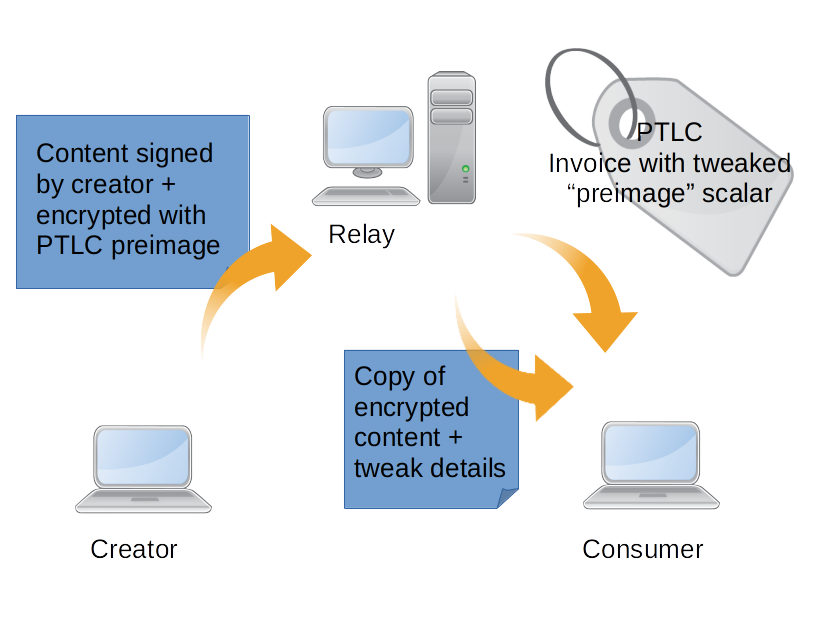 Content signed
by creator +
encrypted with
PTLC preimage
Relay
PTLC
Invoice with tweaked
“preimage” scalar
Copy of
encrypted
content +
tweak details
Creator
Consumer